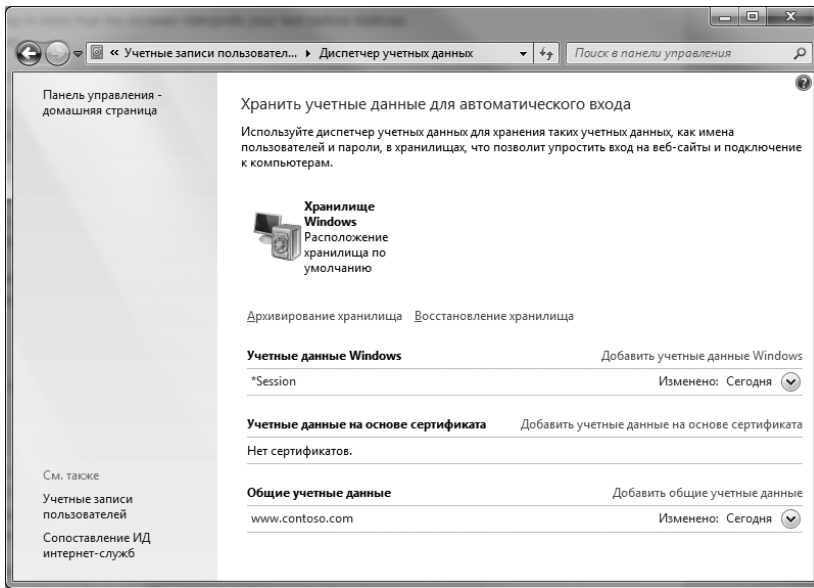 « Учетные записи пользовател... ▸ Диспетчер учетных данных
Поиск в панели управления
Панель управления -
домашняя страница
Хранить учетные данные для автоматического входа
Используйте диспетчер учетных данных для хранения таких учетных данных, как имена
пользователей и пароли, в хранилищах, что позволит упростить вход на веб-сайты и подключение
к компьютерам.
Хранилище
Windows
Расположение
хранилища по
умолчанию
Архивирование хранилища Восстановление хранилища
Учетные данные Windows Добавить учетные данные Windows
*Session Изменено: Сегодня
Учетные данные на основе сертификата Добавить учетные данные на основе сертификата
Нет сертификатов.
Общие учетные данные Добавить общие учетные данные
www.contoso.com Изменено: Сегодня
См. также
Учетные записи
пользователей
Сопоставление ИД
интернет-служб